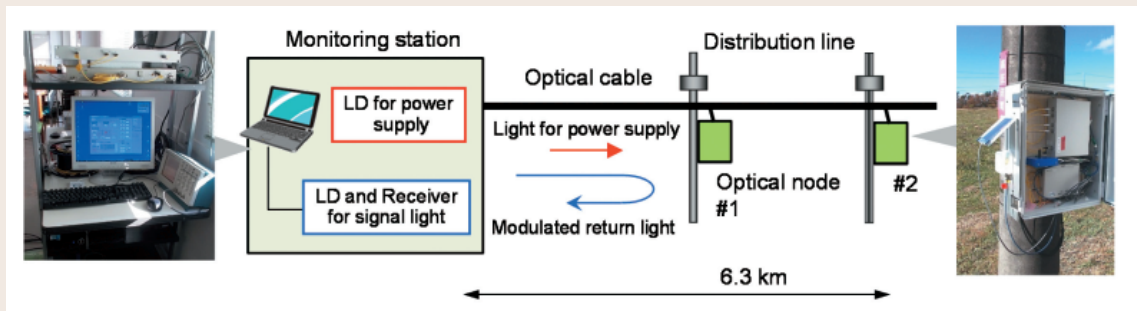 Monitoring station
Distribution line
Optical cable
LD for power
supply
Light for power supply
LD and Receiver
for signal light
Optical node
#1
#2
Modulated return light
6.3 km